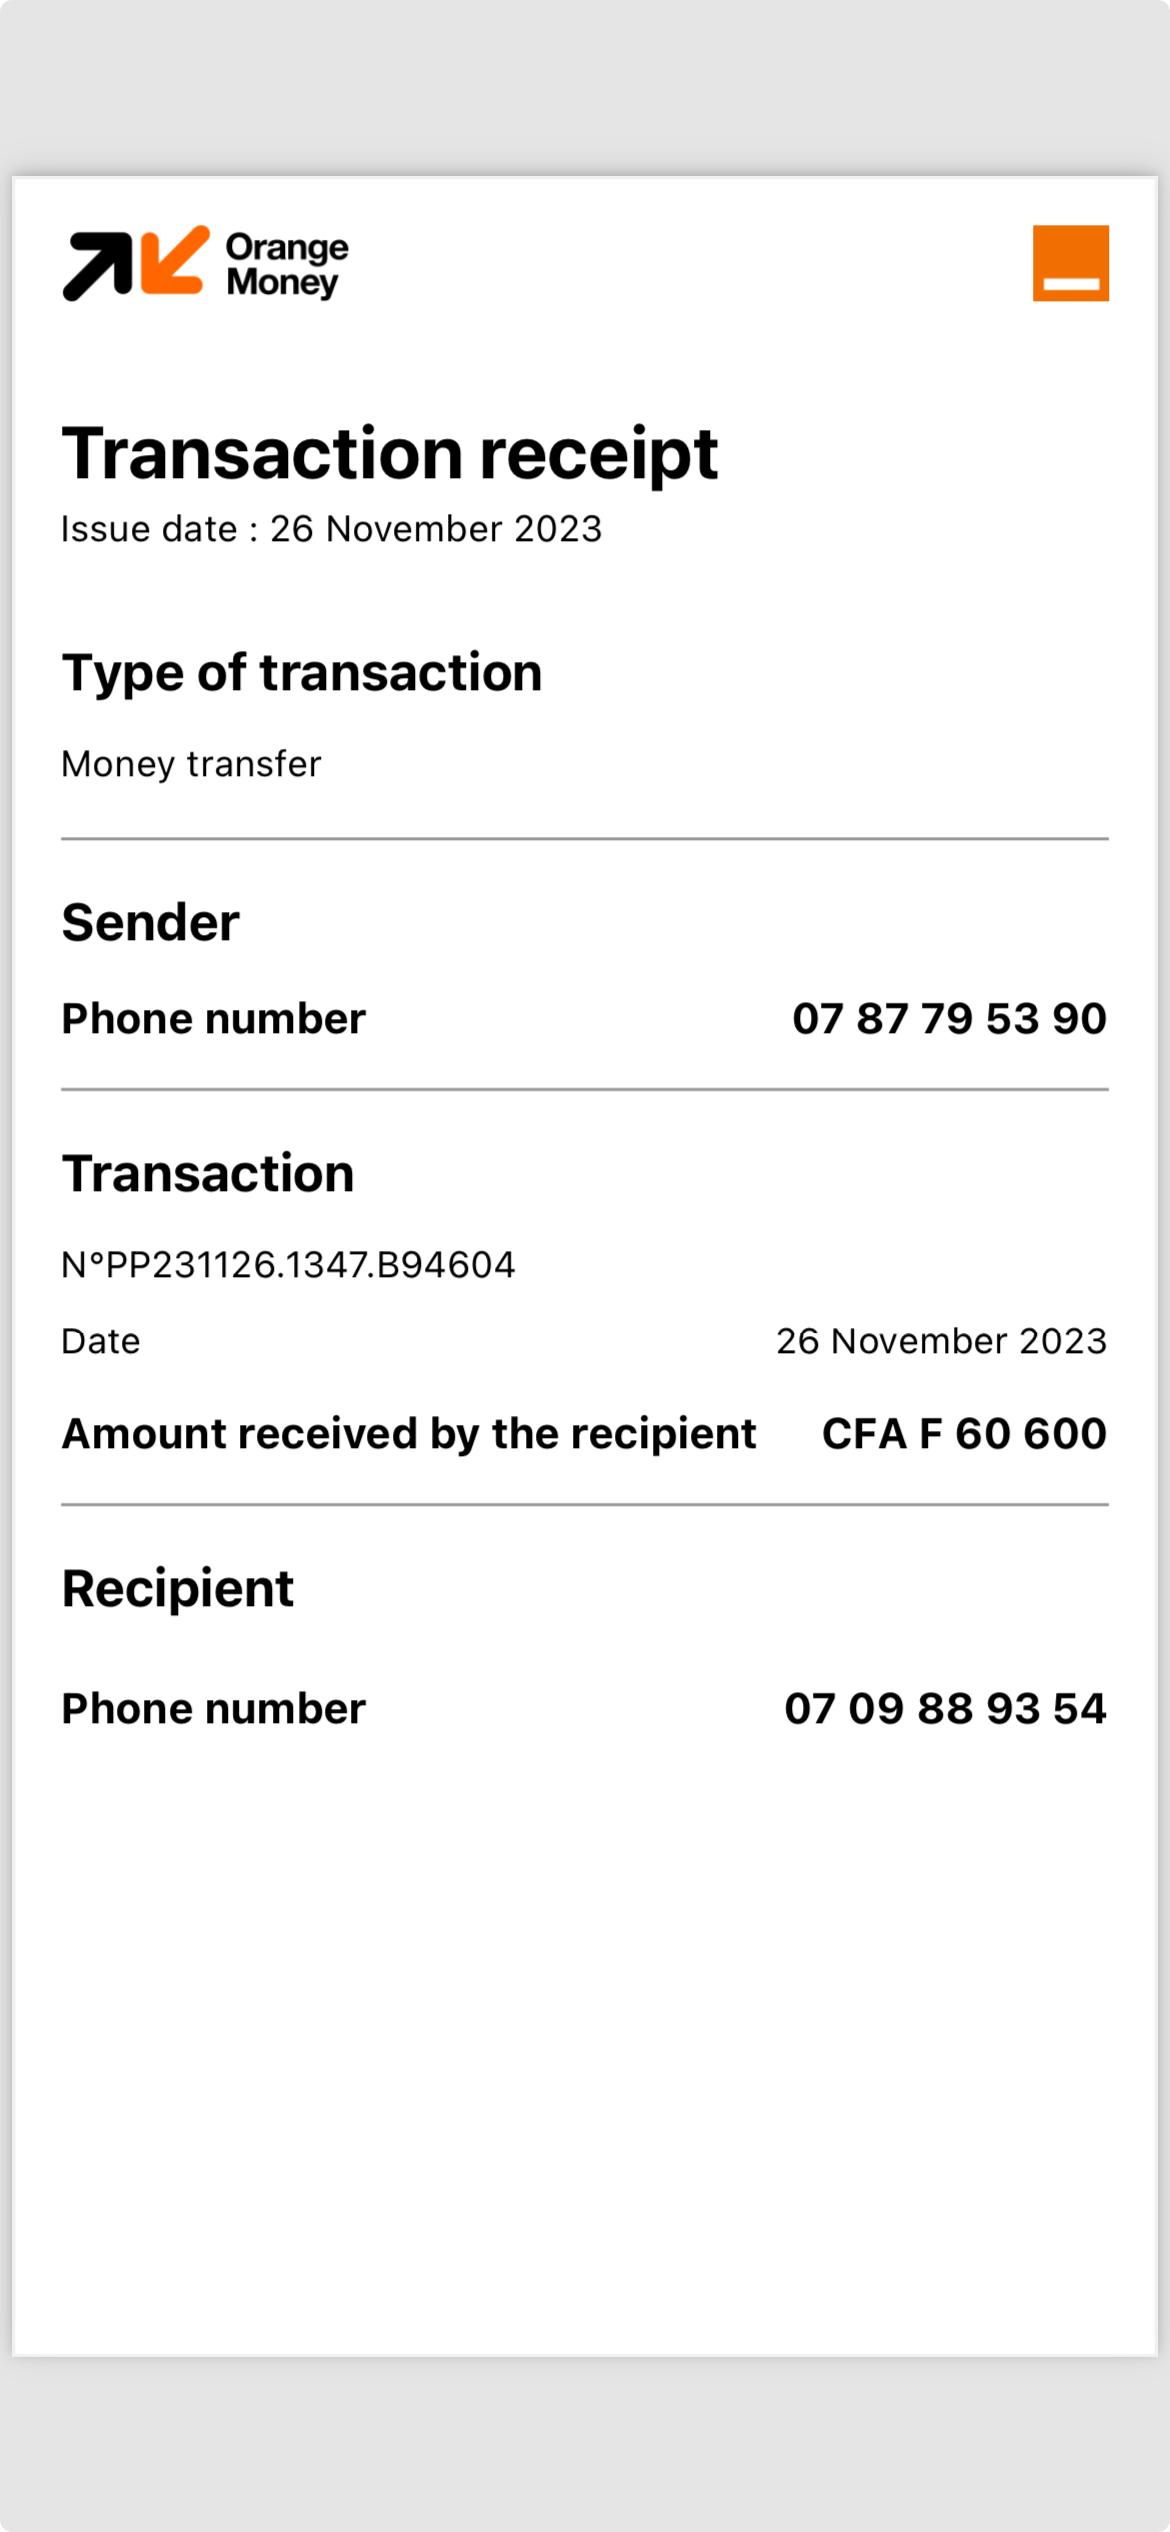 Orange
Money
Transaction receipt
Issue date : 26 November 2023
Type of transaction
Money transfer
Sender
Phone number 07 87 79 53 90
Transaction
N°PP231126.1347.B94604
Date 26 November 2023
Amount received by the recipient CFA F 60 600
Recipient
Phone number 07 09 88 93 54